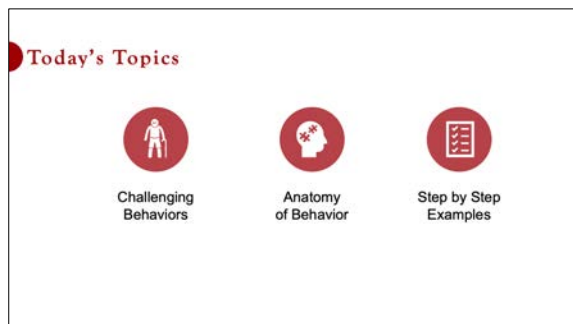 Today's Topics
Challenging
Behaviors
Anatomy
of Behavior
Step by Step
Examples